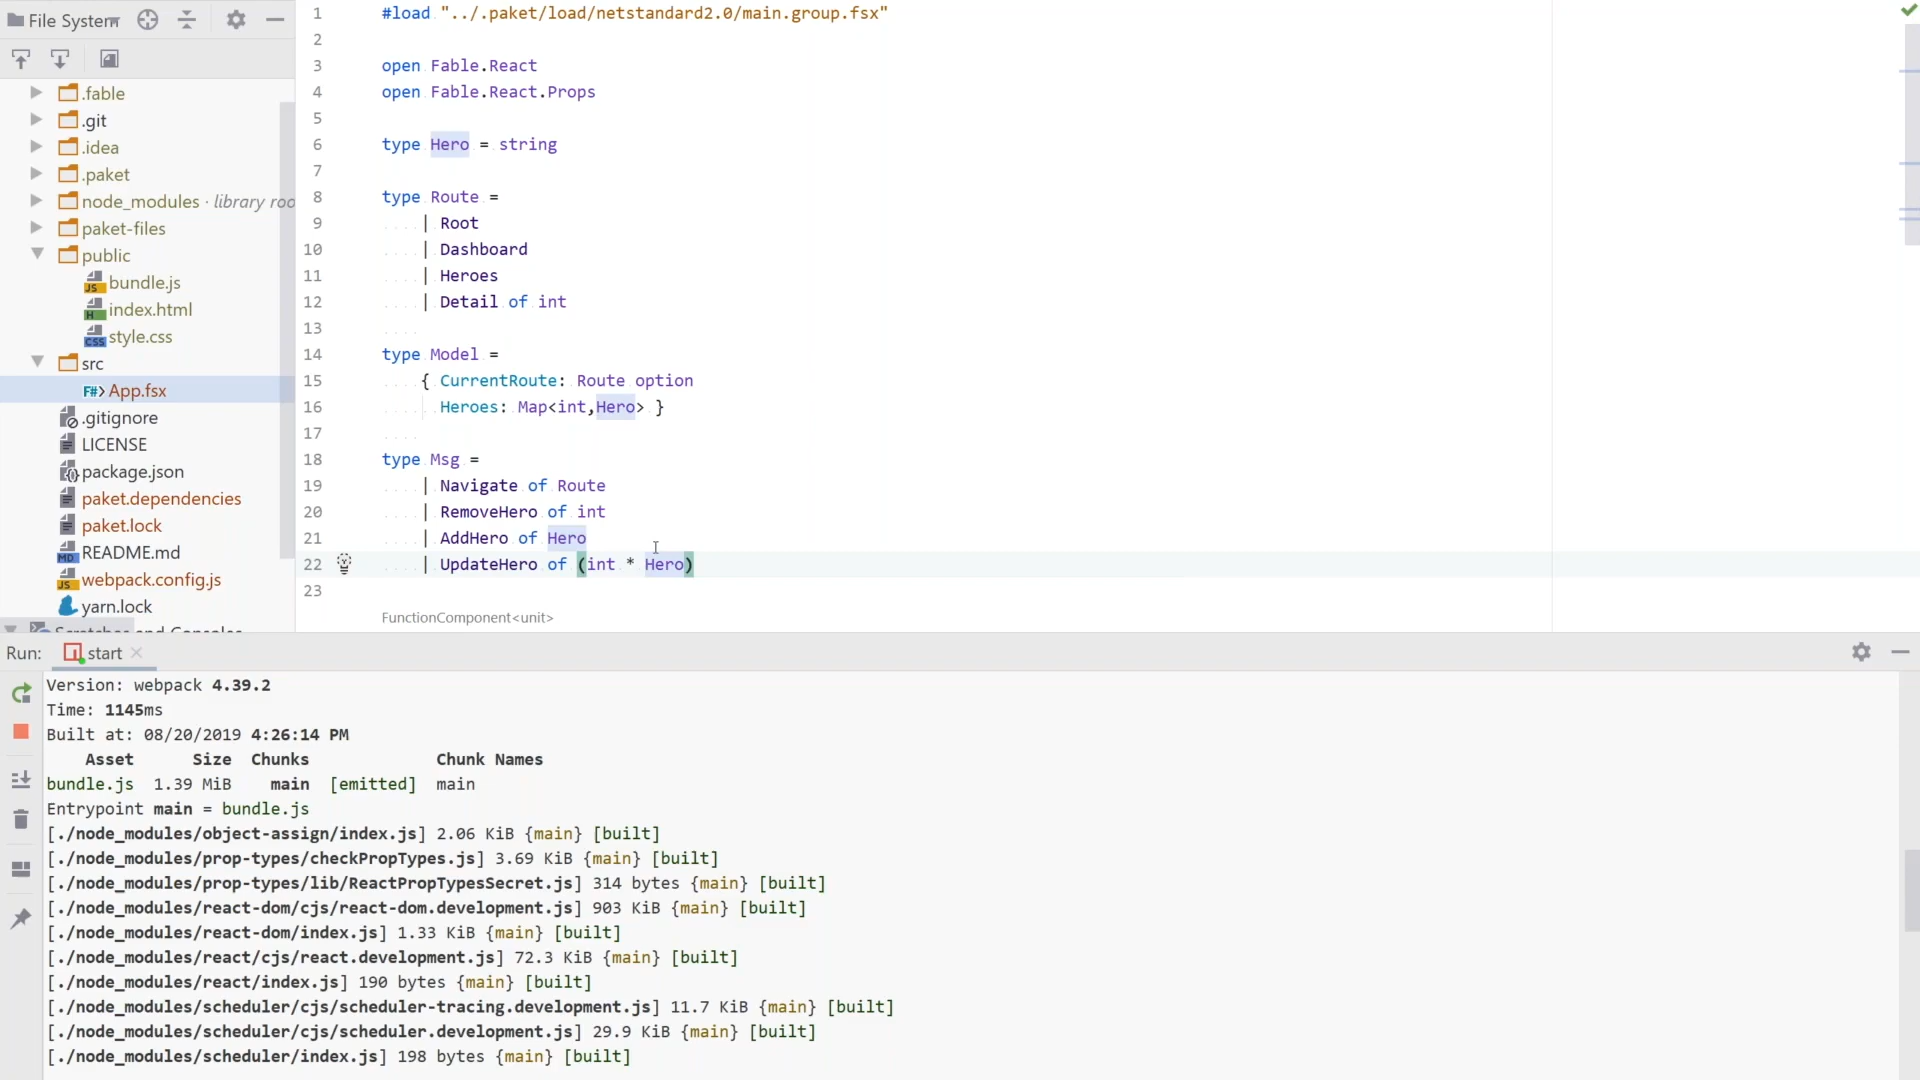 File System
.fable
.git
.idea
.paket
node_modules · library roo
paket-files
public
bundle.js
index.html
style.css
src
App.fsx
.gitignore
LICENSE
package.json
paket.dependencies
paket.lock
README.md
webpack.config.js
yarn.lock
1 #load "../.paket/load/netstandard2.0/main.group.fsx"
2
3 open Fable.React
4 open Fable.React.Props
5
6 type Hero = string
7
8 type Route =
9 | Root
10 | Dashboard
11 | Heroes
12 | Detail of int
13
14 type Model =
15 { CurrentRoute: Route option
16 Heroes: Map<int,Hero> }
17
18 type Msg =
19 | Navigate of Route
20 | RemoveHero of int
21 | AddHero of Hero
22 | UpdateHero of (int * Hero)
23
FunctionComponent<unit>
Run: start
Version: webpack 4.39.2
Time: 1145ms
Built at: 08/20/2019 4:26:14 PM
Asset Size Chunks Chunk Names
bundle.js 1.39 MiB main [emitted] main
Entrypoint main = bundle.js
[./node_modules/object-assign/index.js] 2.06 KiB {main} [built]
[./node_modules/prop-types/checkPropTypes.js] 3.69 KiB {main} [built]
[./node_modules/prop-types/lib/ReactPropTypesSecret.js] 314 bytes {main} [built]
[./node_modules/react-dom/cjs/react-dom.development.js] 903 KiB {main} [built]
[./node_modules/react-dom/index.js] 1.33 KiB {main} [built]
[./node_modules/react/cjs/react.development.js] 72.3 KiB {main} [built]
[./node_modules/react/index.js] 190 bytes {main} [built]
[./node_modules/scheduler/cjs/scheduler-tracing.development.js] 11.7 KiB {main} [built]
[./node_modules/scheduler/cjs/scheduler.development.js] 29.9 KiB {main} [built]
[./node_modules/scheduler/index.js] 198 bytes {main} [built]